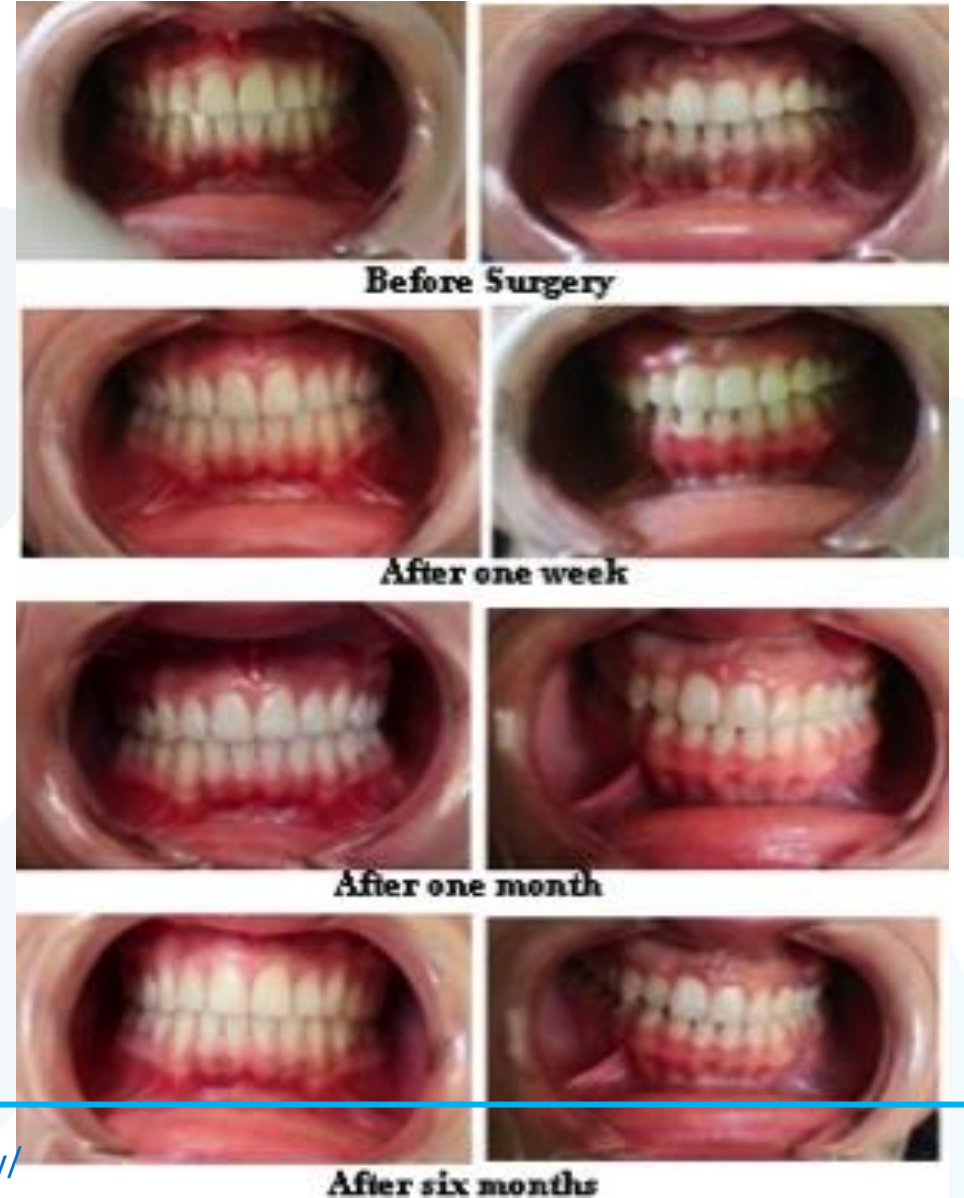 Before Surgery
After one week
After one month
y//
After six months